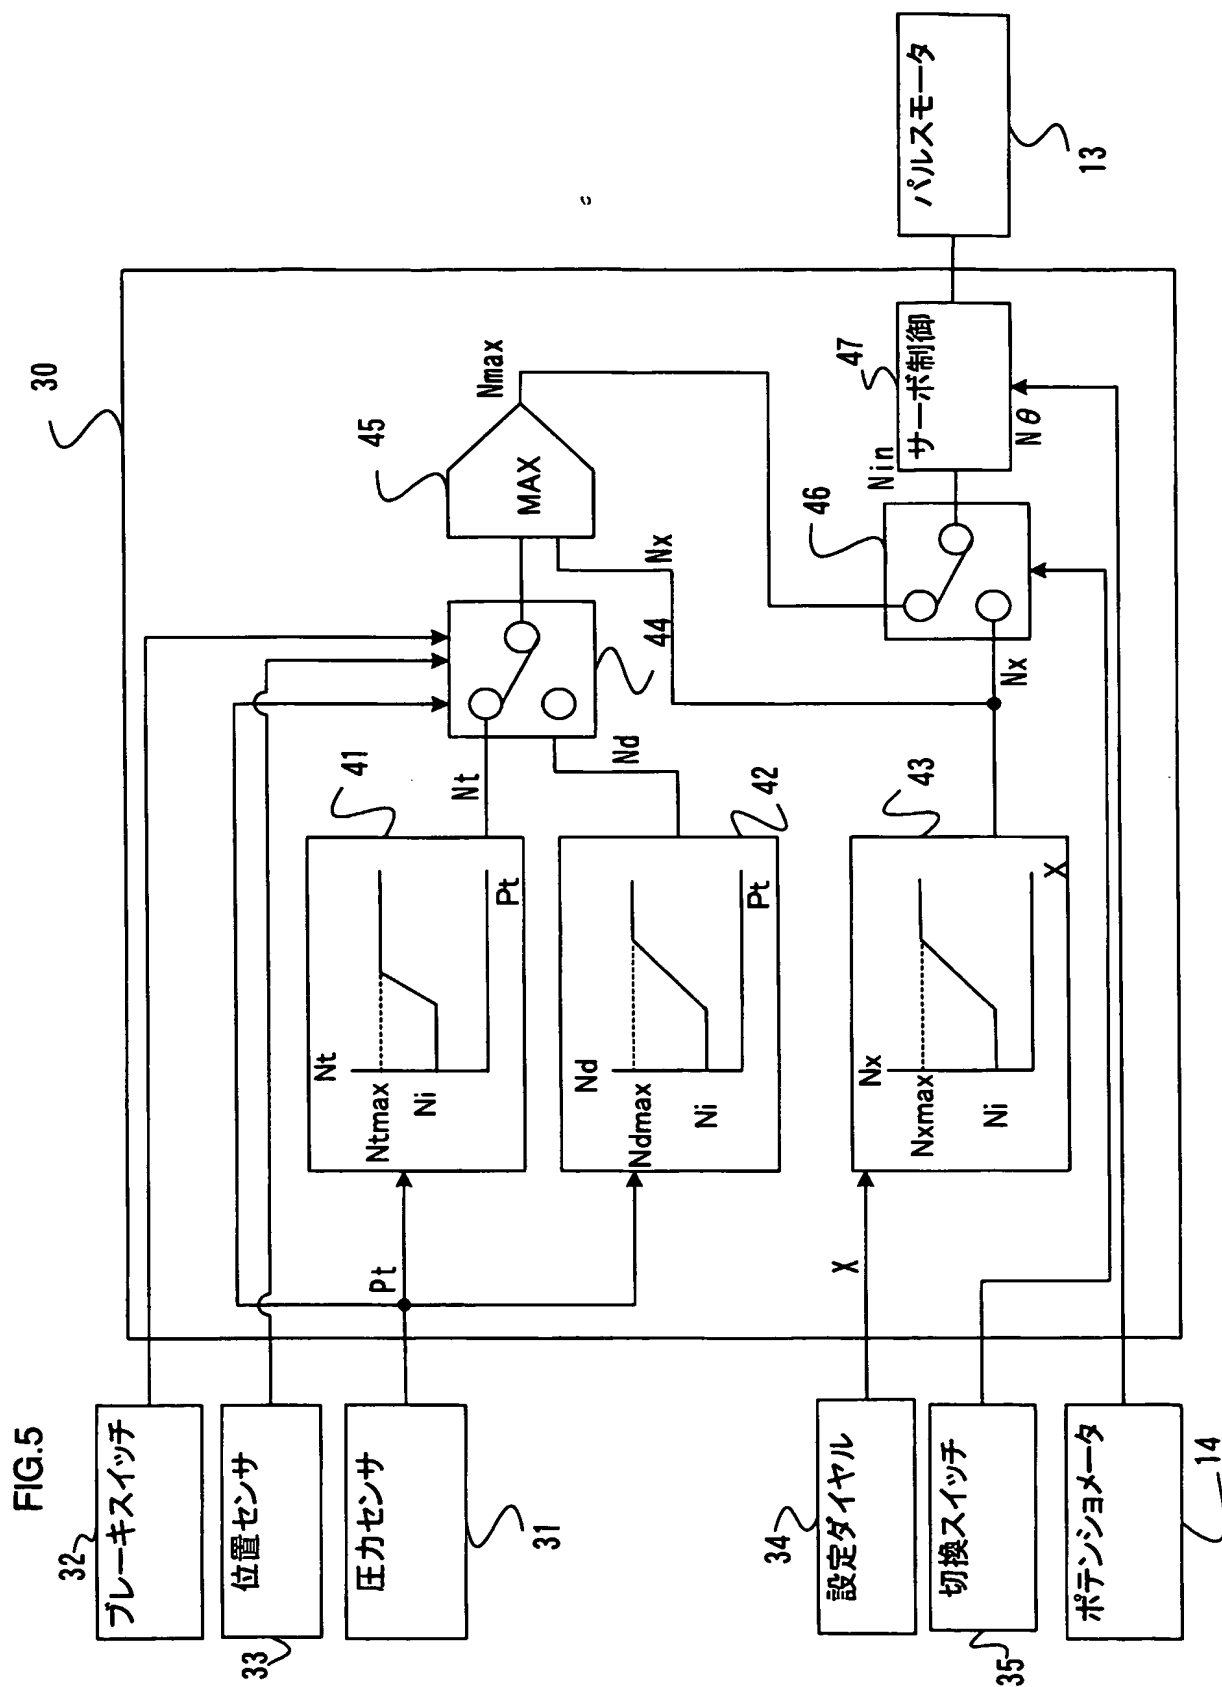 FIG.5
30
32
ブレーキスイッチ
33
位置センサ
圧力センサ
31
34
設定ダイヤル
35
切換スイッチ
ポテンショメータ
14
Pt
X
41
Nt
Ntmax
Ni
Pt
42
Nd
Ndmax
Ni
Pt
43
Nx
Nxmax
Ni
X
Nt
Nd
44
45
MAX
Nx
Nmax
Nx
46
Nin
47
サーボ制御
Nθ
パルスモータ
13